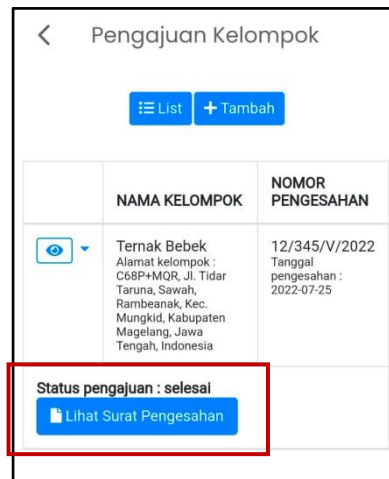 Pengajuan Kelompok
List
Tambah
NAMA KELOMPOK
NOMOR
PENGESAHAN
Ternak Bebek
Alamat kelompok :
C68P+MQR, Jl. Tidar
Taruna, Sawah,
Rambeanak, Kec.
Mungkid, Kabupaten
Magelang, Jawa
Tengah, Indonesia
12/345/V/2022
Tanggal
pengesahan :
2022-07-25
Status pengajuan : selesai
Lihat Surat Pengesahan